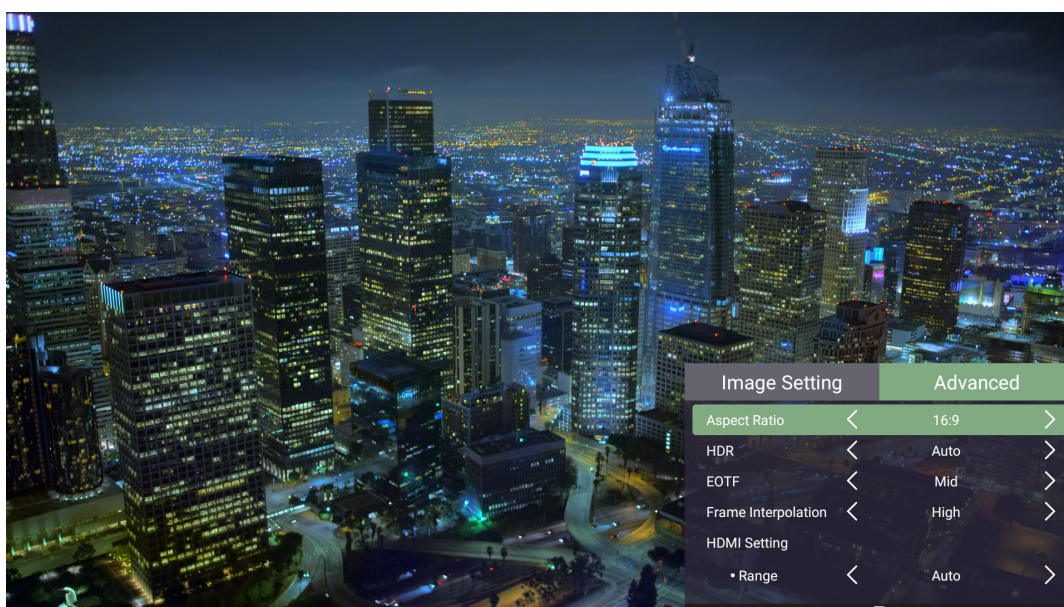 Image Setting Advanced
Aspect Ratio 16:9
HDR Auto
EOTF Mid
Frame Interpolation High
HDMI Setting
• Range Auto